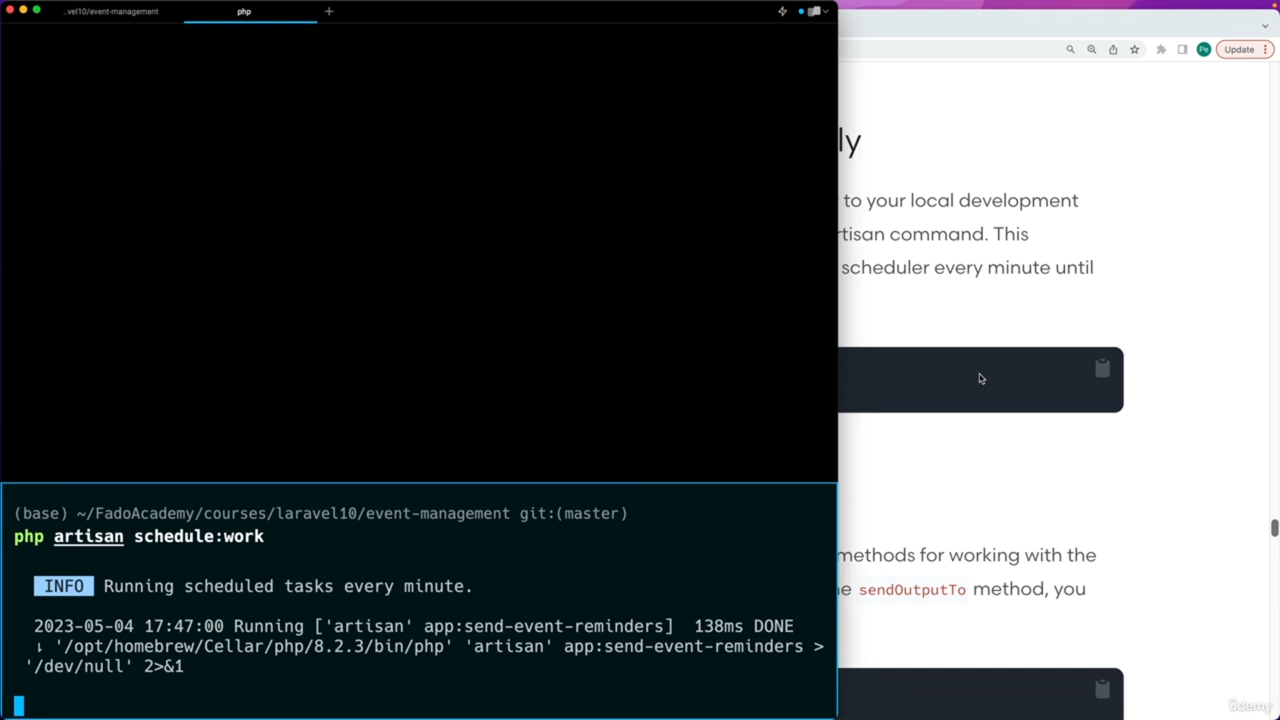 ..vel10/event-management
php
Pe
Update
ly
to your local development
rtisan command. This
scheduler every minute until
(base) ~/FadoAcademy/courses/laravel10/event-management git:(master)
php artisan schedule:work
INFO Running scheduled tasks every minute.
2023-05-04 17:47:00 Running ['artisan' app:send-event-reminders] 138ms DONE
⇂ '/opt/homebrew/Cellar/php/8.2.3/bin/php' 'artisan' app:send-event-reminders >
'/dev/null' 2>&1
methods for working with the
e sendOutputTo method, you
ûdemy